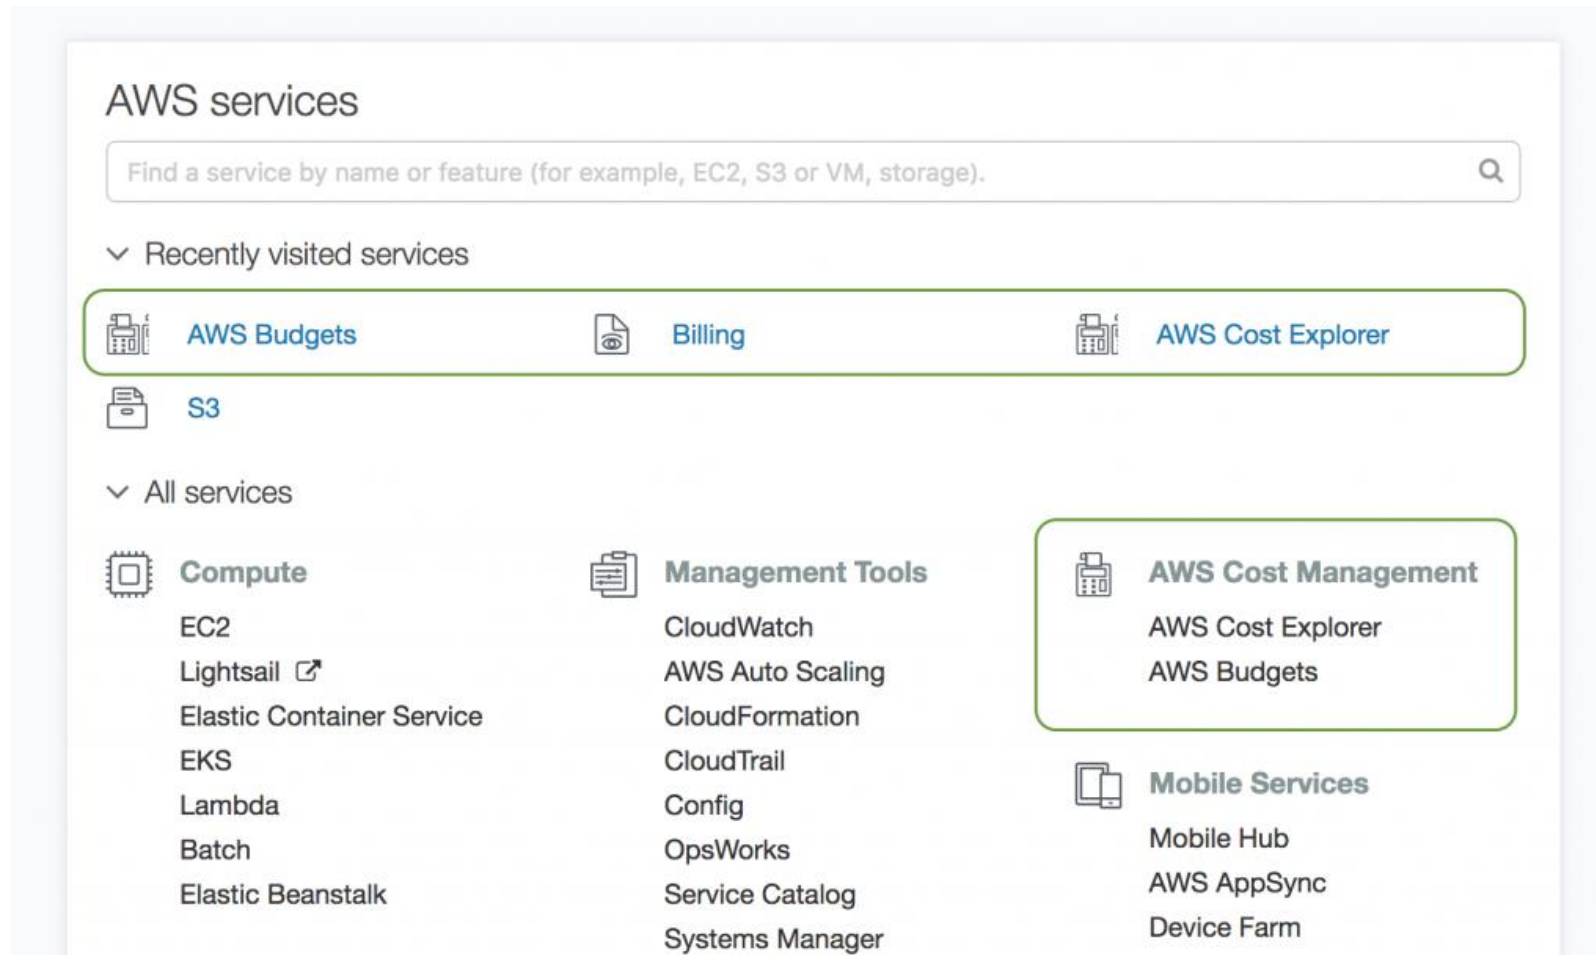 AWS services
Find a service by name or feature (for example, EC2, S3 or VM, storage).
Recently visited services
AWS Budgets
Billing
AWS Cost Explorer
S3
All services
Compute
EC2
Lightsail
Elastic Container Service
EKS
Lambda
Batch
Elastic Beanstalk
Management Tools
CloudWatch
AWS Auto Scaling
CloudFormation
CloudTrail
Config
OpsWorks
Service Catalog
Systems Manager
AWS Cost Management
AWS Cost Explorer
AWS Budgets
Mobile Services
Mobile Hub
AWS AppSync
Device Farm